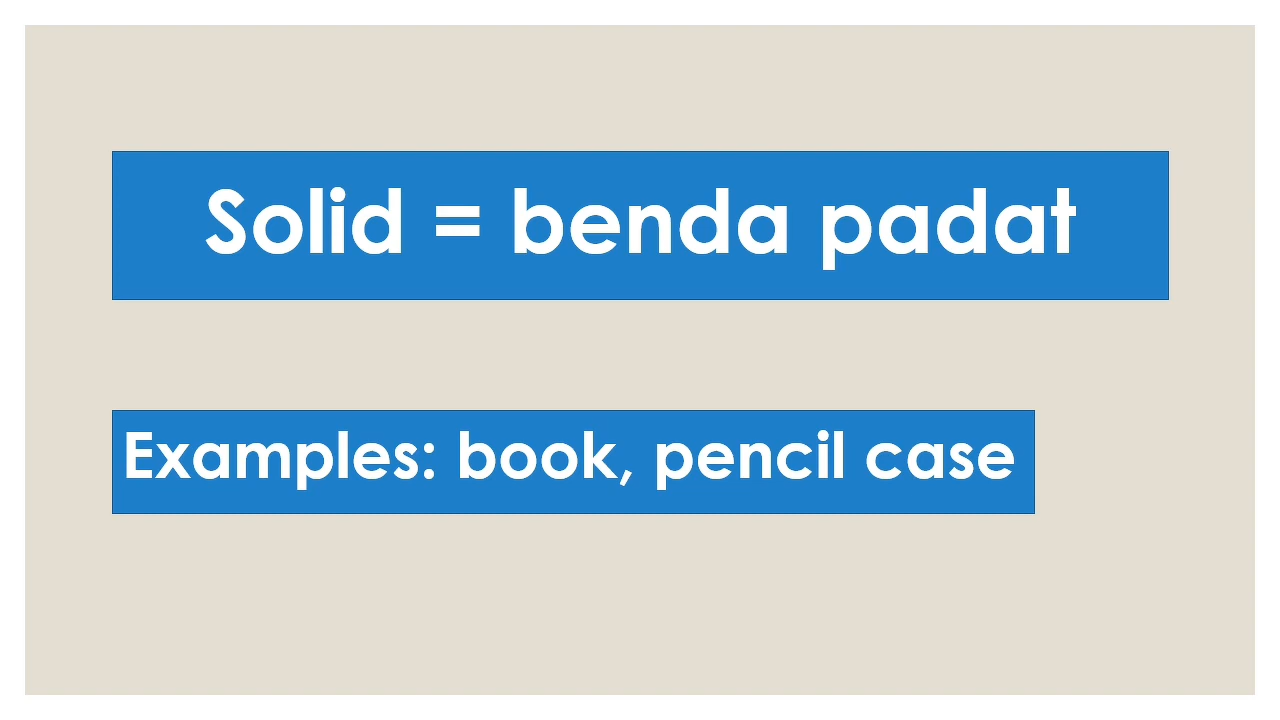 Solid = benda padat
Examples: book, pencil case